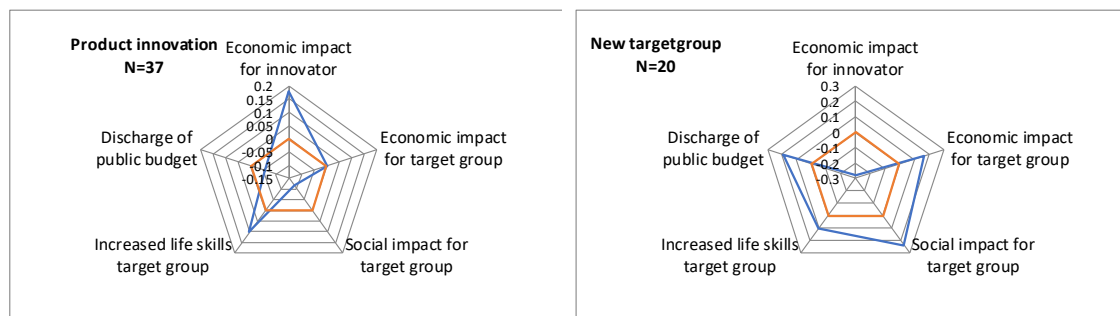 Product innovation
N=37
Economic impact
for innovator
0.2
0.15
0.1
0.05
0
-0.05
-0.1
-0.15
Discharge of
public budget
Economic impact
for target group
Increased life skills
target group
Social impact for
target group
New targetgroup
N=20
Economic impact
for innovator
0.3
0.2
0.1
0
-0.1
-0.2
-0.3
Discharge of
public budget
Economic impact
for target group
Increased life skills
target group
Social impact for
target group